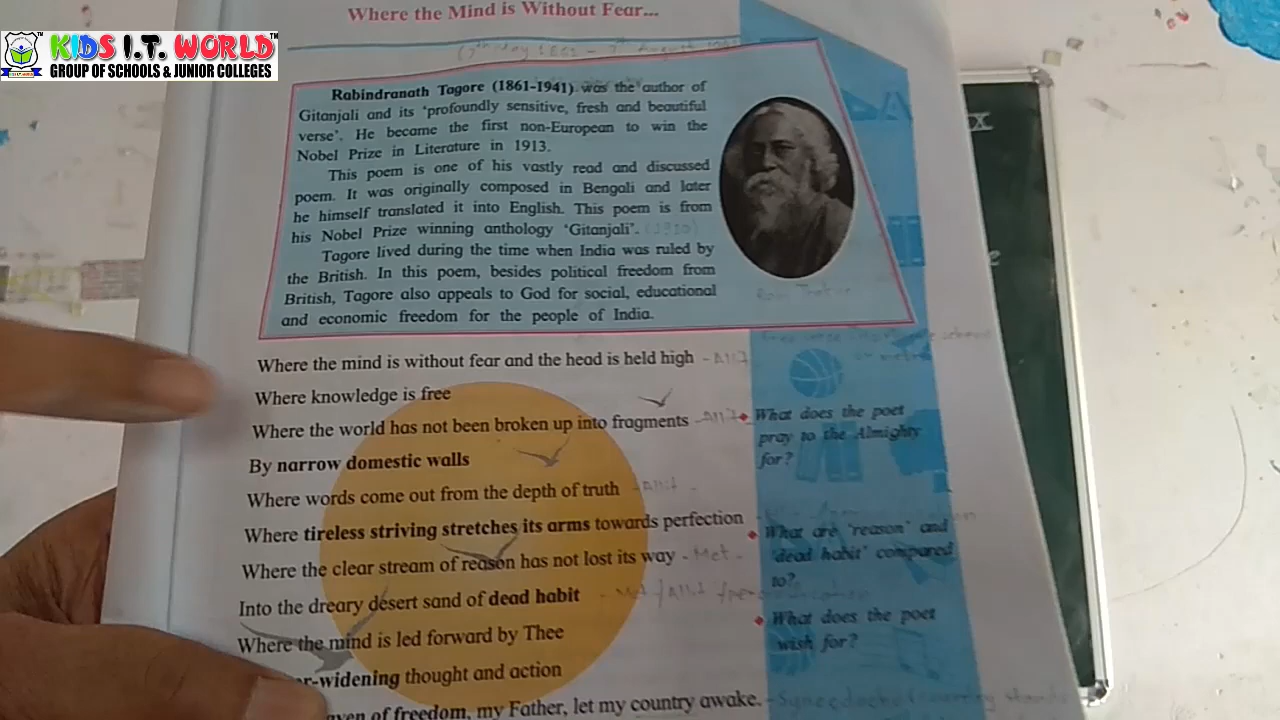 Where the Mind is Without Fear...
KIDS I.T. WORLD
GROUP OF SCHOOLS & JUNIOR COLLEGES
Rabindranath Tagore (1861-1941) was the author of
Gitanjali and its 'profoundly sensitive, fresh and beautiful
verse'. He became the first non-European to win the
Nobel Prize in Literature in 1913.
This poem is one of his vastly read and discussed
poem. It was originally composed in Bengali and later
he himself translated it into English. This poem is from
his Nobel Prize winning anthology 'Gitanjali'.
Tagore lived during the time when India was ruled by
the British. In this poem, besides political freedom from
British, Tagore also appeals to God for social, educational
and economic freedom for the people of India.
Where the mind is without fear and the head is held high
Where knowledge is free
Where the world has not been broken up into fragments
By narrow domestic walls
Where words come out from the depth of truth
Where tireless striving stretches its arms towards perfection
Where the clear stream of reason has not lost its way - Met -
Into the dreary desert sand of dead habit
Where the mind is led forward by Thee
r-widening thought and action
of freedom, my Father, let my country awake.
What does the poet
pray to the Almighty
for?
What are 'reason' and
'dead habit' compared
to?
What does the poet
wish for?